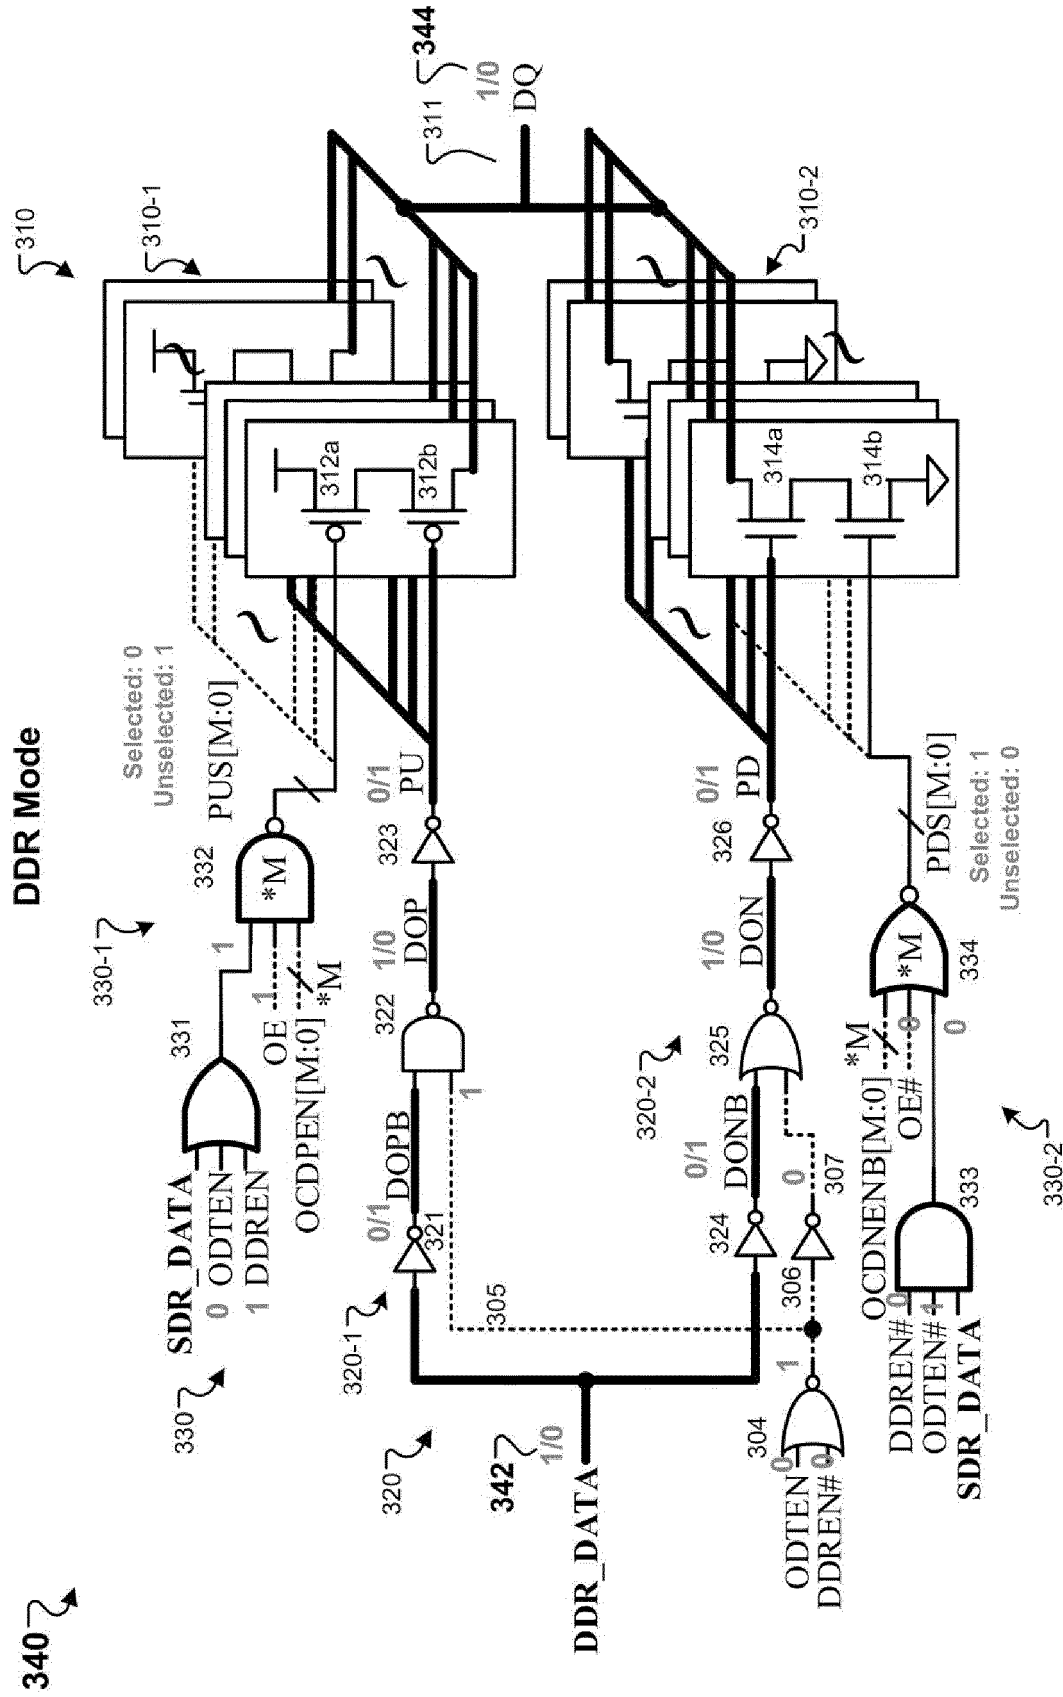 DDR Mode
340
344
1/0
DQ
311
310
310-1
310-2
312a
312b
314a
314b
Selected: 0
Unselected: 1
PUS[M:0]
332
*M
330-1
1
331
OE
1
OCDPEN[M:0]
*M
SDR_DATA
0 ODTEN
1 DDREN
330
0/1
PU
323
1/0
DOP
322
1
0/1
DOPB
321
320-1
305
320
342
1/0
DDR_DATA
0/1
PD
326
1/0
DON
325
320-2
0/1
DONB
324
0
307
306
1
304
0
0
ODTEN
DDREN#
PDS[M:0]
Selected: 1
Unselected: 0
334
*M
*M
0
0
OCDNENB[M:0]
OE#
330-2
333
DDREN# 0
ODTEN# 1
SDR_DATA